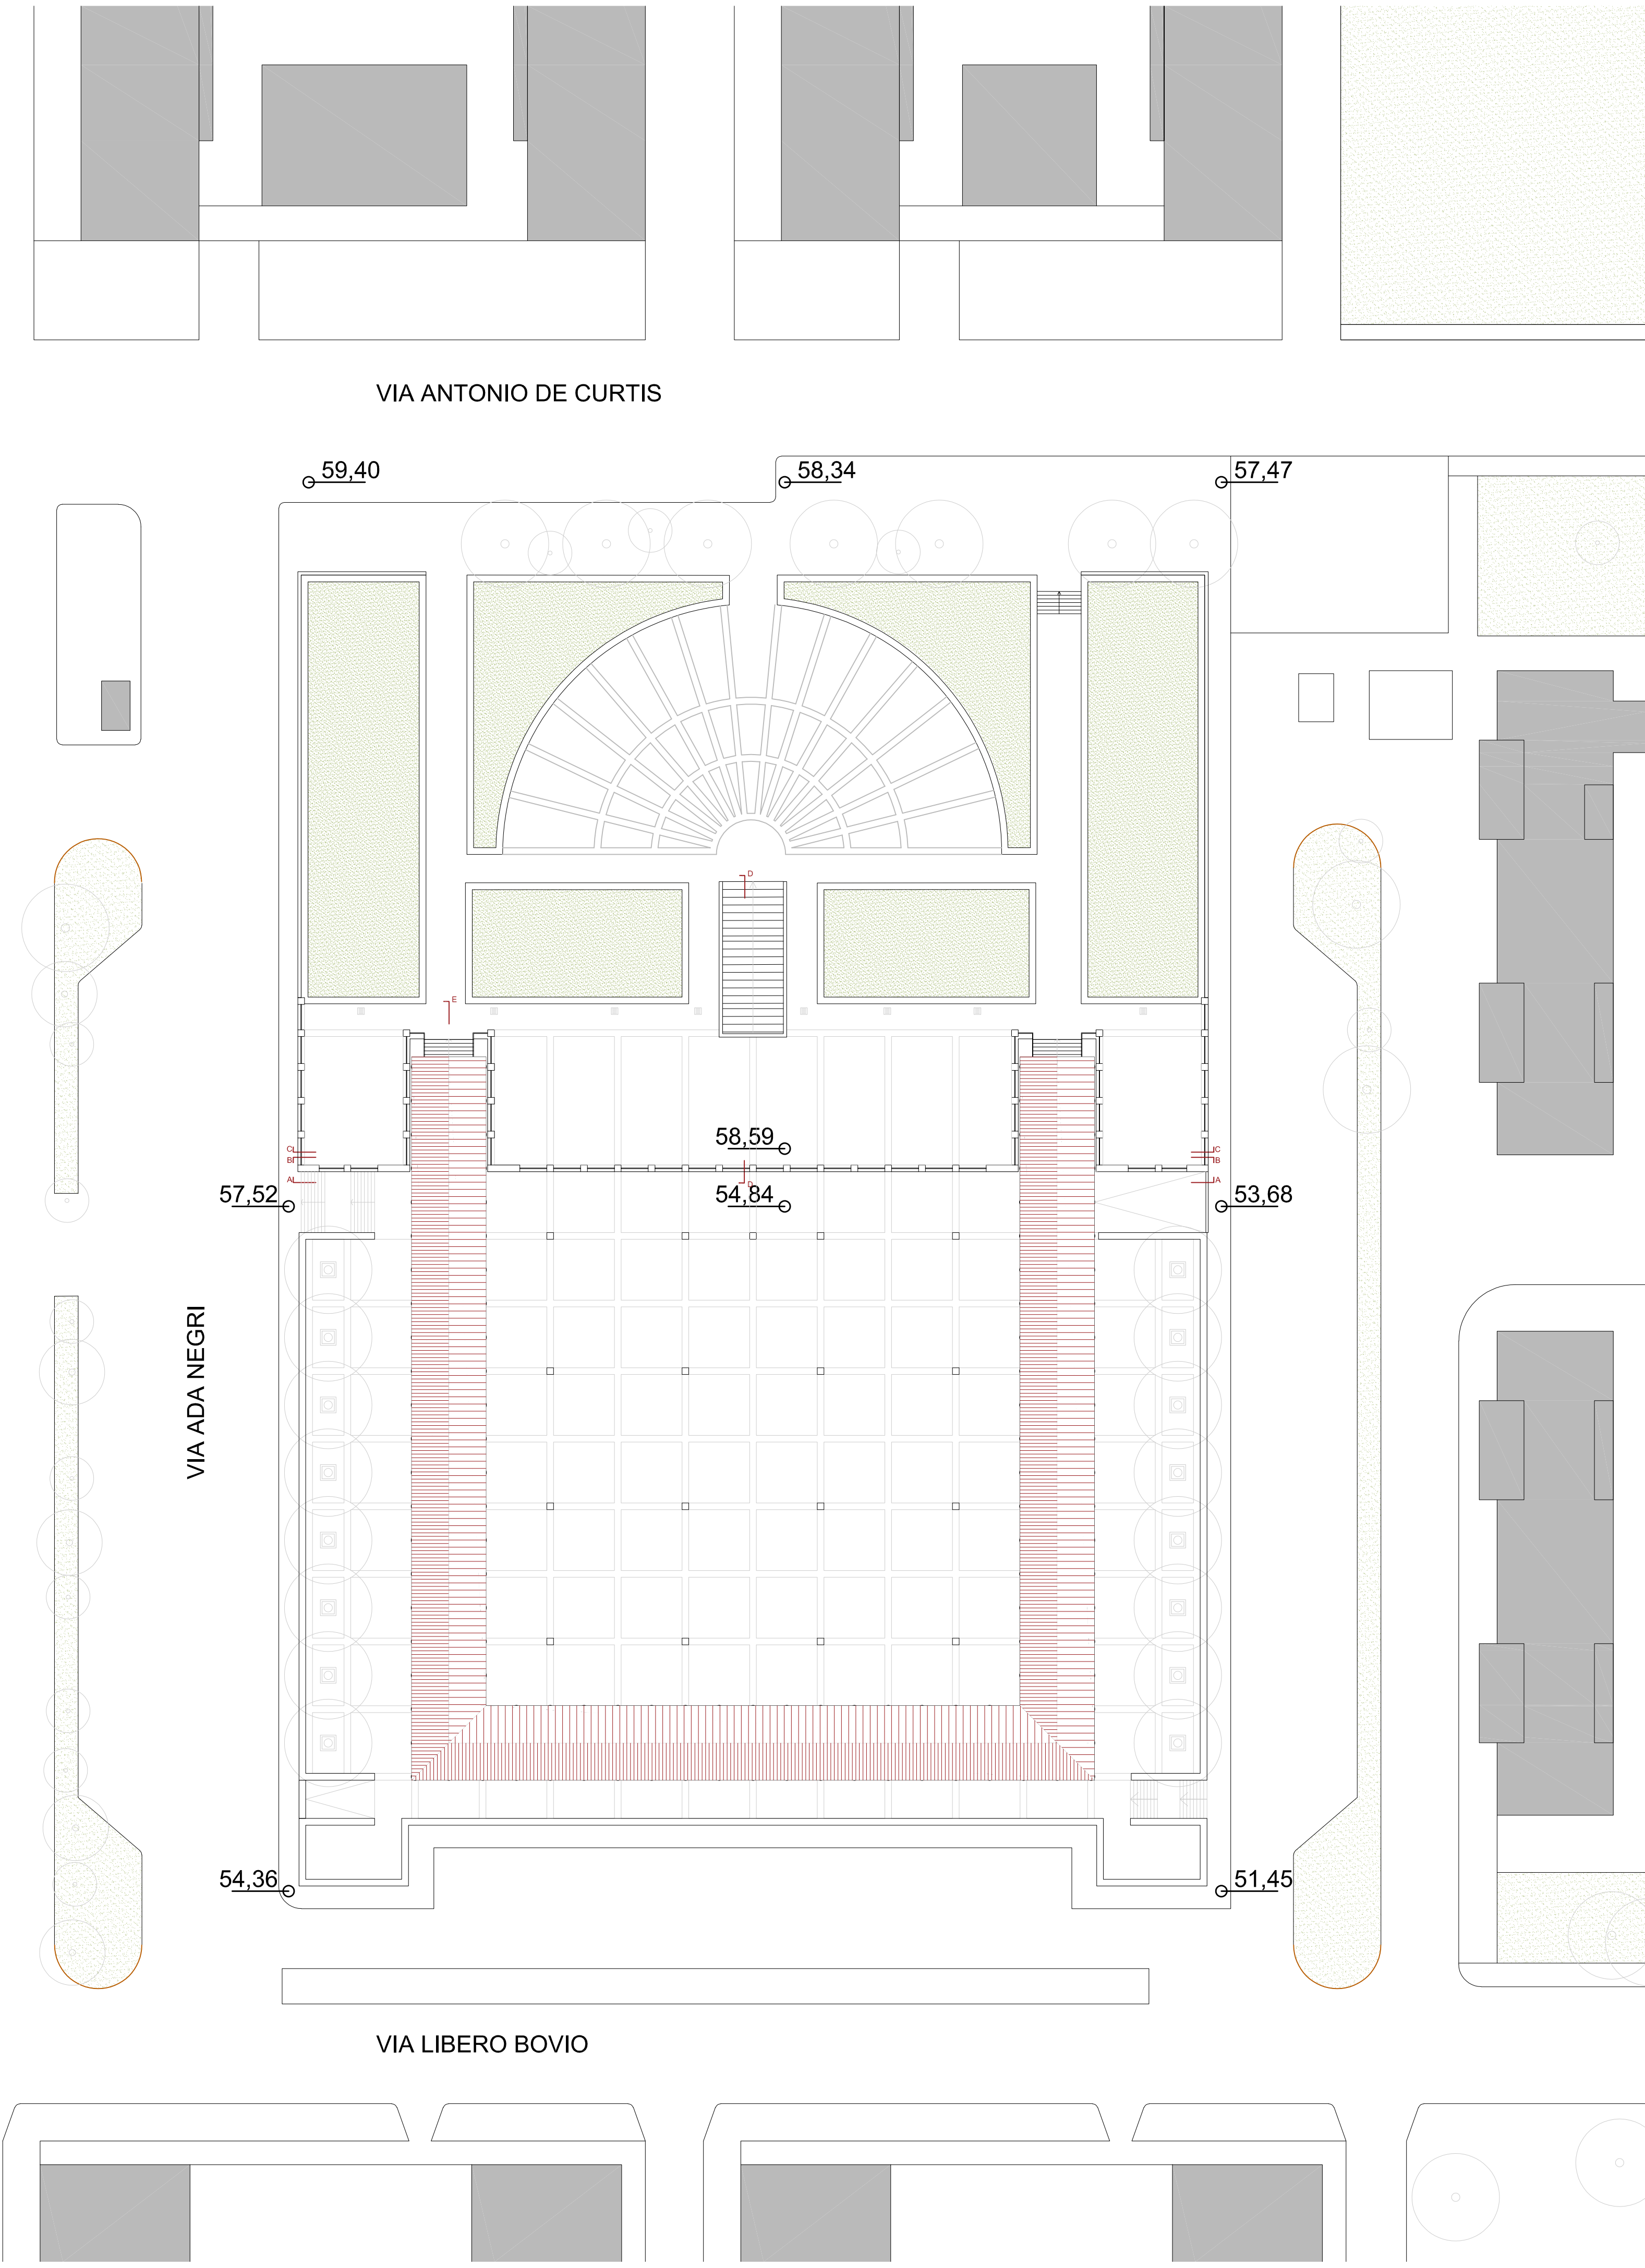 VIA ANTONIO DE CURTIS
59,40
58,34
57,47
D
E
58,59
C
C
B
B
A
A
D
57,52
54,84
53,68
VIA ADA NEGRI
54,36
51,45
VIA LIBERO BOVIO